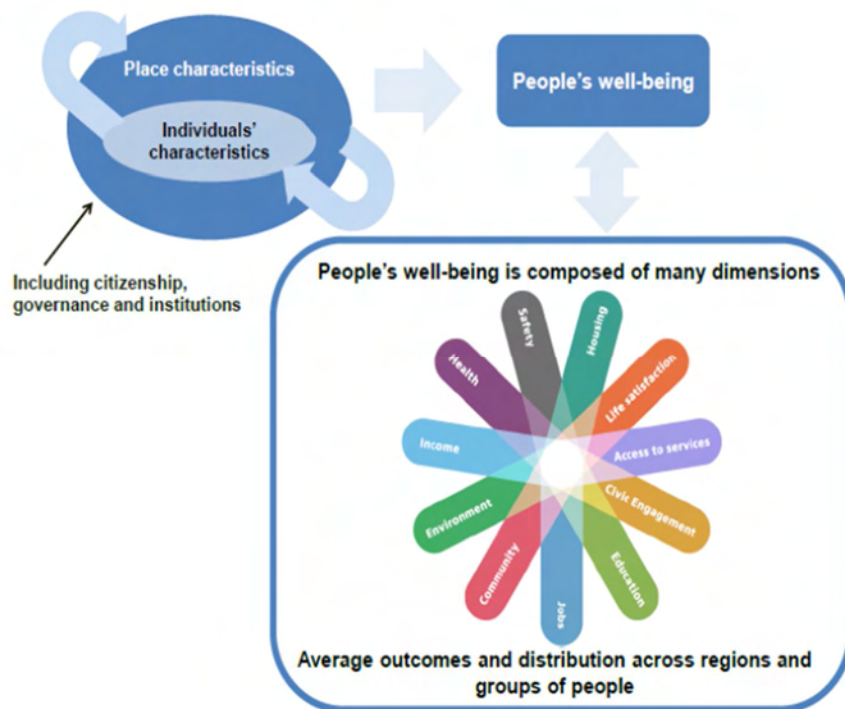 Place characteristics
Individuals'
characteristics
People's well-being
Including citizenship,
governance and institutions
People's well-being is composed of many dimensions
Safety
Housing
Health
Life satisfaction
Income
Access to services
Environment
Civic Engagement
Community
Education
Jobs
Average outcomes and distribution across regions and
groups of people